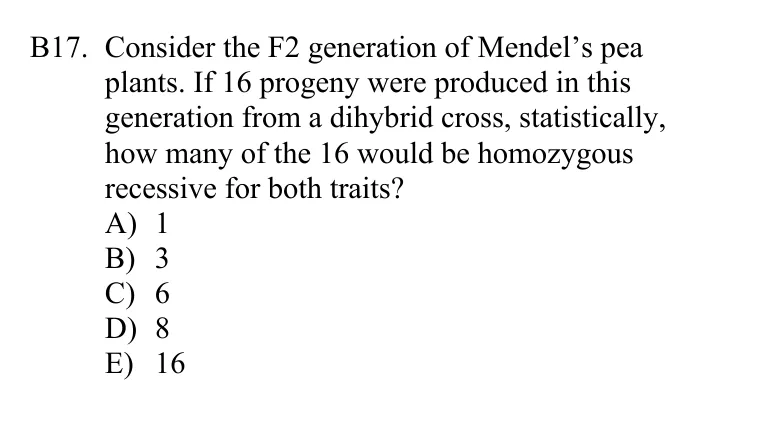 B17. Consider the F2 generation of Mendel’s pea
plants. If 16 progeny were produced in this
generation from a dihybrid cross, statistically,
how many of the 16 would be homozygous
recessive for both traits?
A) 1
B) 3
C) 6
D) 8
E) 16